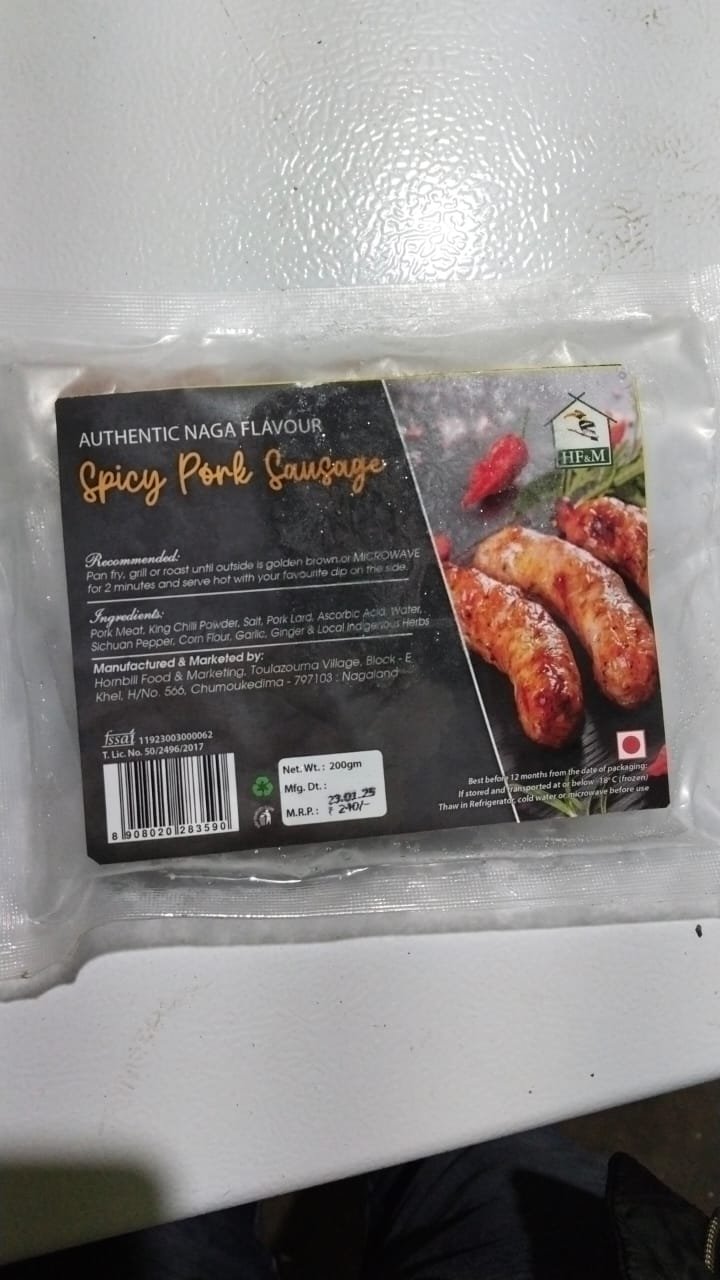 AUTHENTIC NAGA FLAVOUR
Spicy Pork Sausage
HF&M
Recommended:
Pan fry, grill or roast until outside is golden brown or MICROWAVE
for 2 minutes and serve hot with your favourite dip on the side.
Ingredients:
Pork Meat, King Chilli Powder, Salt, Pork Lard, Ascorbic Acid, Water,
Sichuan Pepper, Corn Flour, Garlic, Ginger & Local Indigenous Herbs
Manufactured & Marketed by:
Hornbill Food & Marketing, Toulazouma Village, Block - E
Khel, H/No. 566, Chumoukedima - 797103 : Nagaland
fssai 11923003000062
T. Lic. No. 50/2496/2017
8 908020 283590
Net. Wt.: 200gm
Mfg. Dt.: 23.01.25
M.R.P.: ₹ 240/-
Best before 12 months from the date of packaging:
If stored and transported at or below -18° C (frozen)
Thaw in Refrigerator, cold water or microwave before use